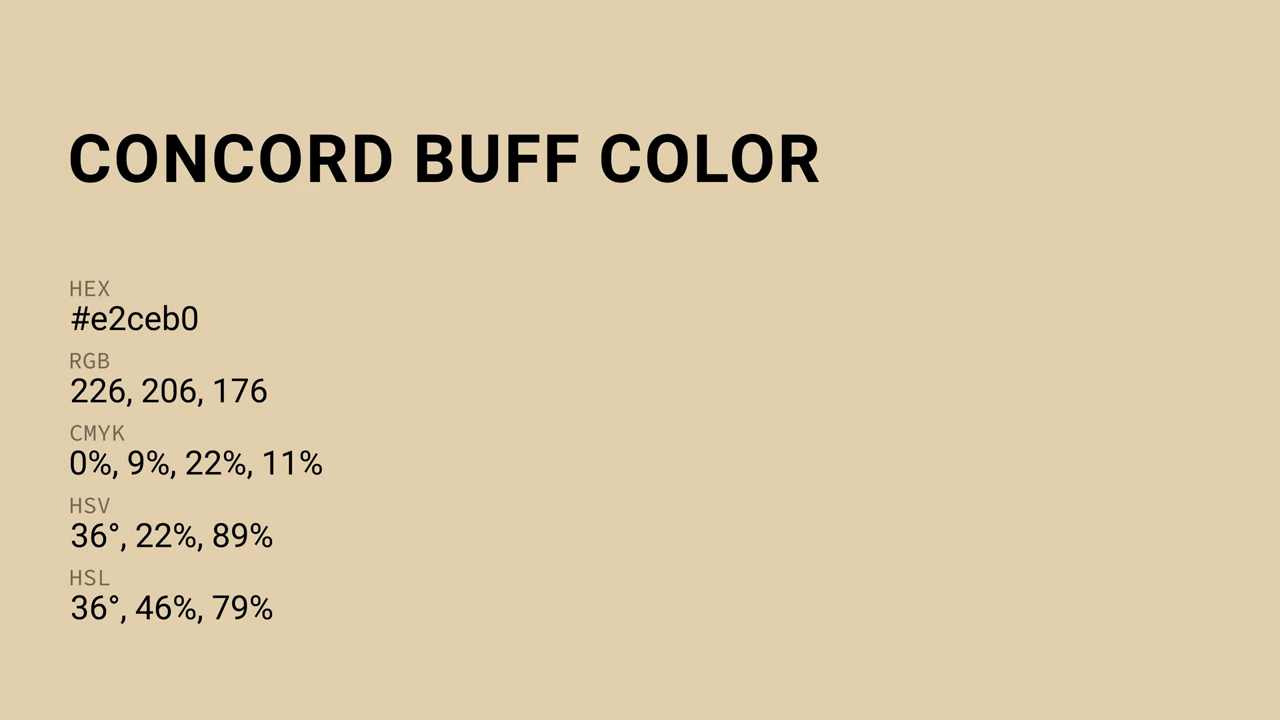 CONCORD BUFF COLOR
HEX
#e2ceb0
RGB
226, 206, 176
CMYK
0%, 9%, 22%, 11%
HSV
36°, 22%, 89%
HSL
36°, 46%, 79%